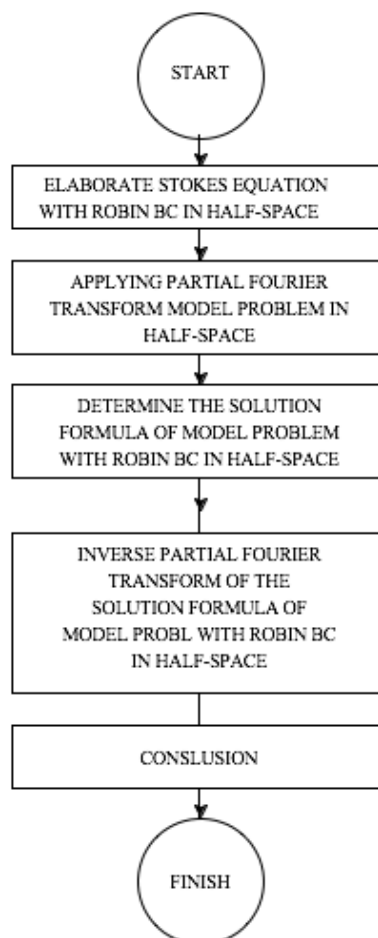 START
ELABORATE STOKES EQUATION
WITH ROBIN BC IN HALF-SPACE
APPLYING PARTIAL FOURIER
TRANSFORM MODEL PROBLEM IN
HALF-SPACE
DETERMINE THE SOLUTION
FORMULA OF MODEL PROBLEM
WITH ROBIN BC IN HALF-SPACE
INVERSE PARTIAL FOURIER
TRANSFORM OF THE
SOLUTION FORMULA OF
MODEL PROBL WITH ROBIN BC
IN HALF-SPACE
CONSLUSION
FINISH